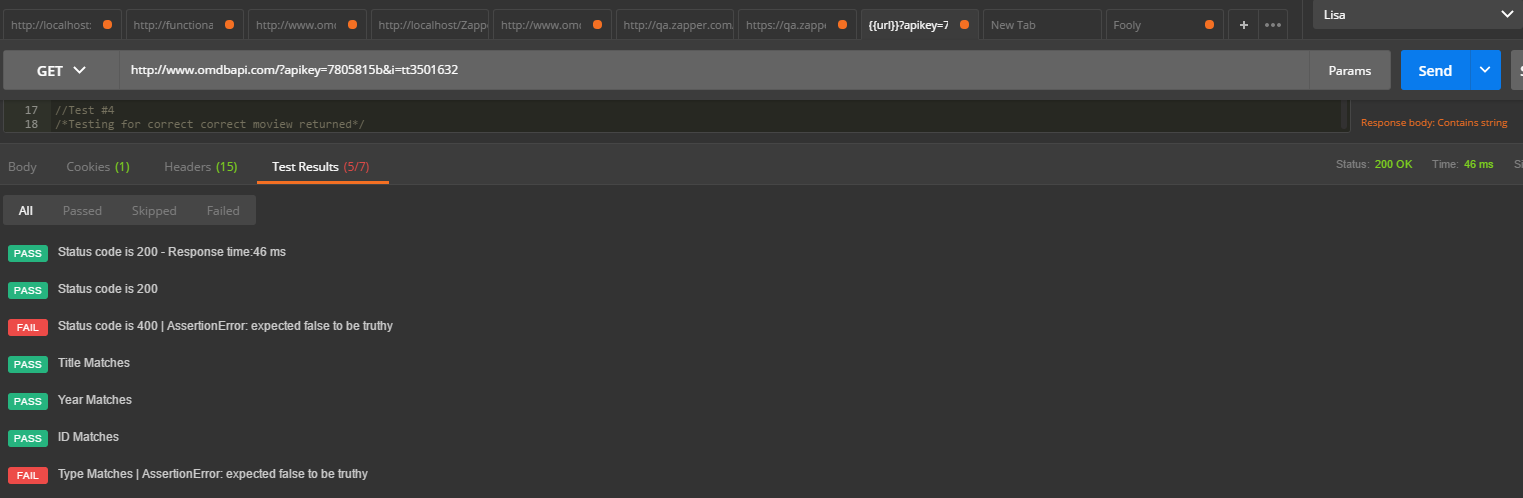 http://localhost:
http://functiona
http://www.omd
http://localhost/Zappe
http://www.omd
http://qa.zapper.com/
https://qa.zappe
{{url}}?apikey=7
New Tab
Fooly
+
•••
Lisa
GET
http://www.omdbapi.com/?apikey=7805815b&i=tt3501632
Params
Send
17 //Test #4
18 /*Testing for correct correct moview returned*/
Response body: Contains string
Body
Cookies (1)
Headers (15)
Test Results (5/7)
Status: 200 OK
Time: 46 ms
Si
All
Passed
Skipped
Failed
PASS Status code is 200 - Response time:46 ms
PASS Status code is 200
FAIL Status code is 400 | AssertionError: expected false to be truthy
PASS Title Matches
PASS Year Matches
PASS ID Matches
FAIL Type Matches | AssertionError: expected false to be truthy